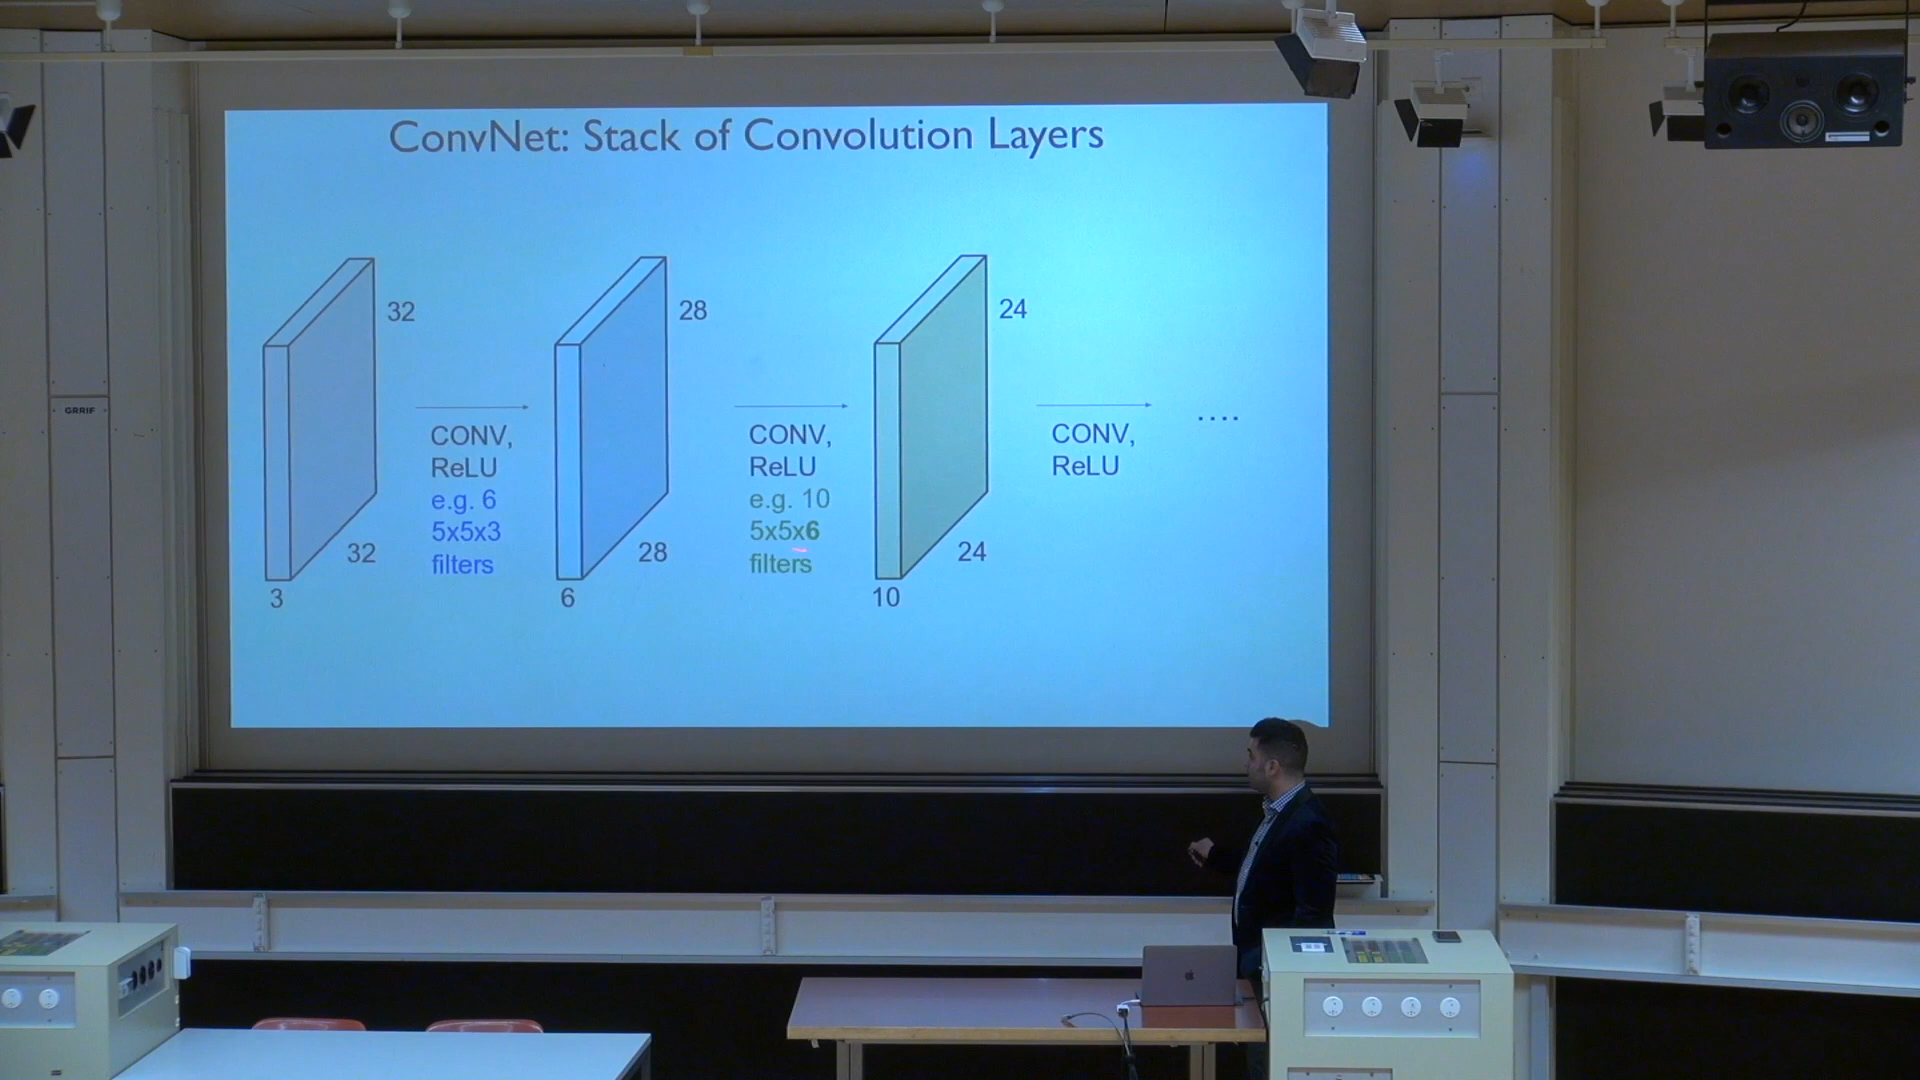 ConvNet: Stack of Convolution Layers
32
32
3
CONV,
ReLU
e.g. 6
5x5x3
filters
28
28
6
CONV,
ReLU
e.g. 10
5x5x6
filters
24
24
10
CONV,
ReLU
....
GRRIF